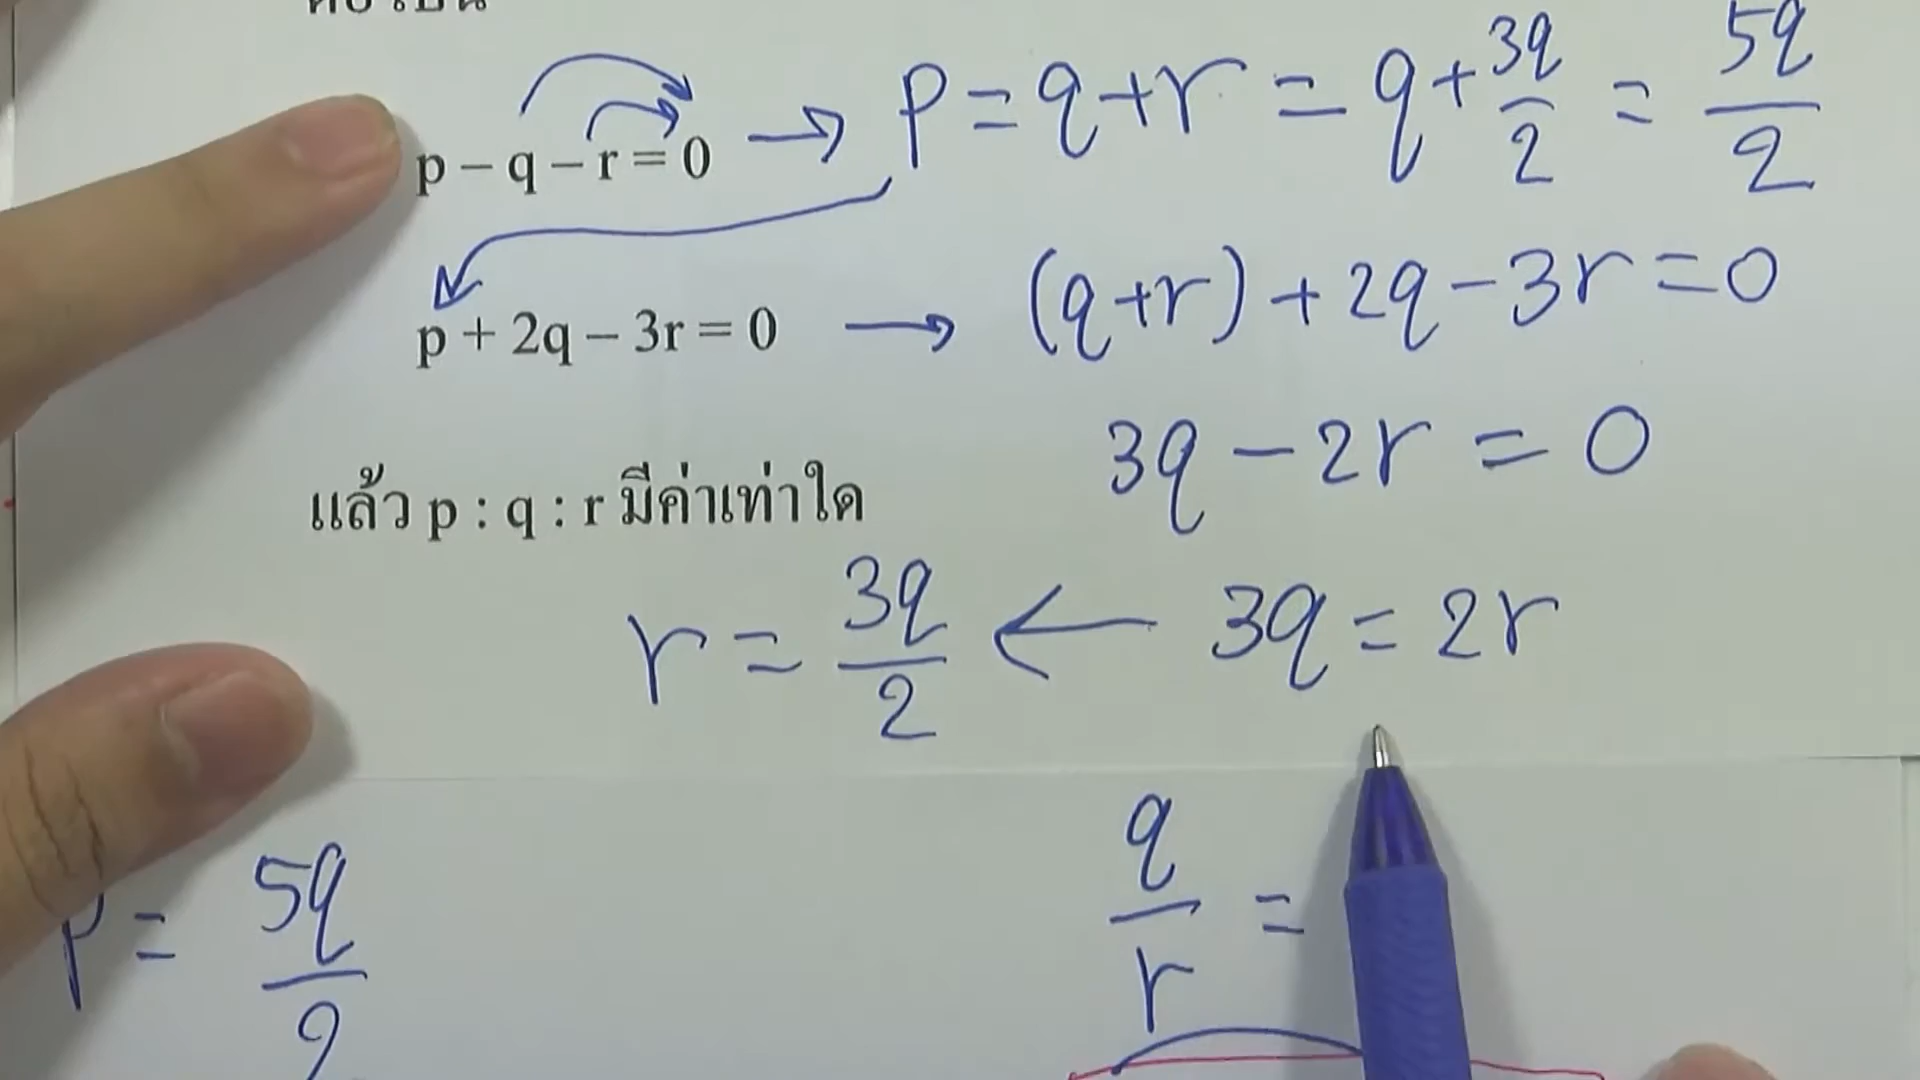 p – q – r = 0 → p = q + r = q + 3q/2 = 5q/2
p + 2q – 3r = 0 → (q + r) + 2q – 3r = 0
3q – 2r = 0
แล้ว p : q : r มีค่าเท่าใด
r = 3q/2 ← 3q = 2r
p = 5q/2
q/r =